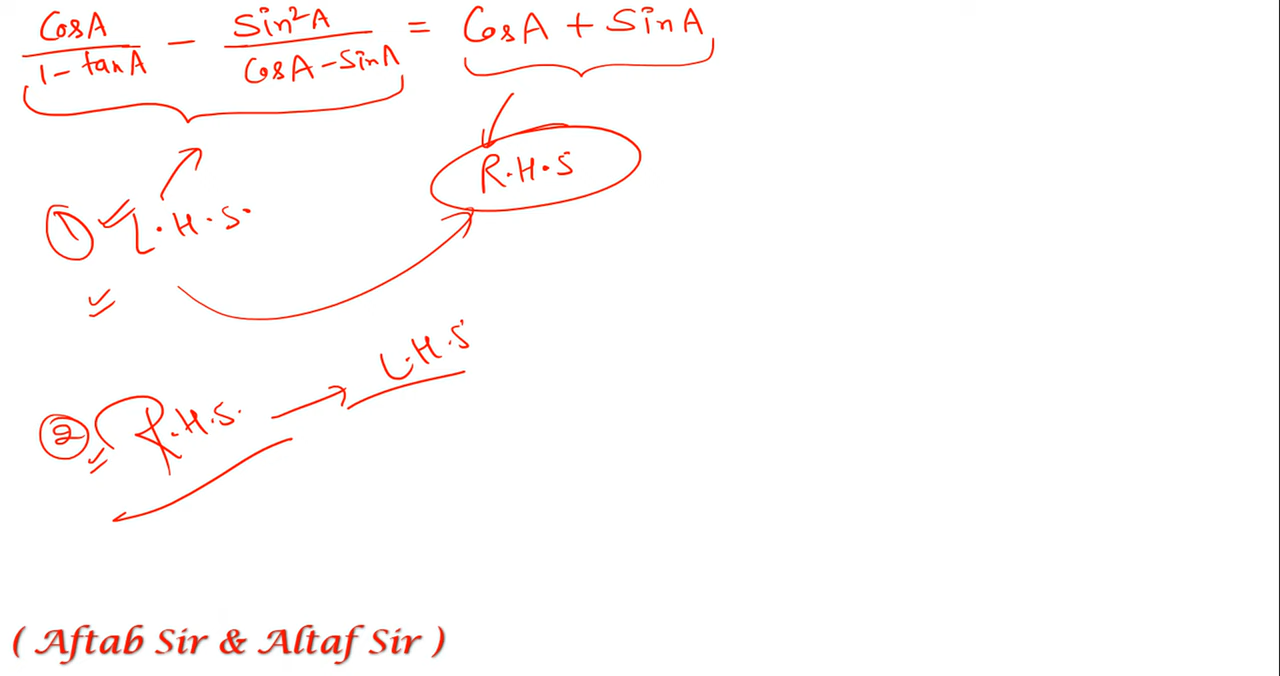 CosA/(1 - tanA) - Sin²A/(CosA - SinA) = CosA + SinA
R.H.S
① L.H.S.
L.H.S
② R.H.S.
( Aftab Sir & Altaf Sir )